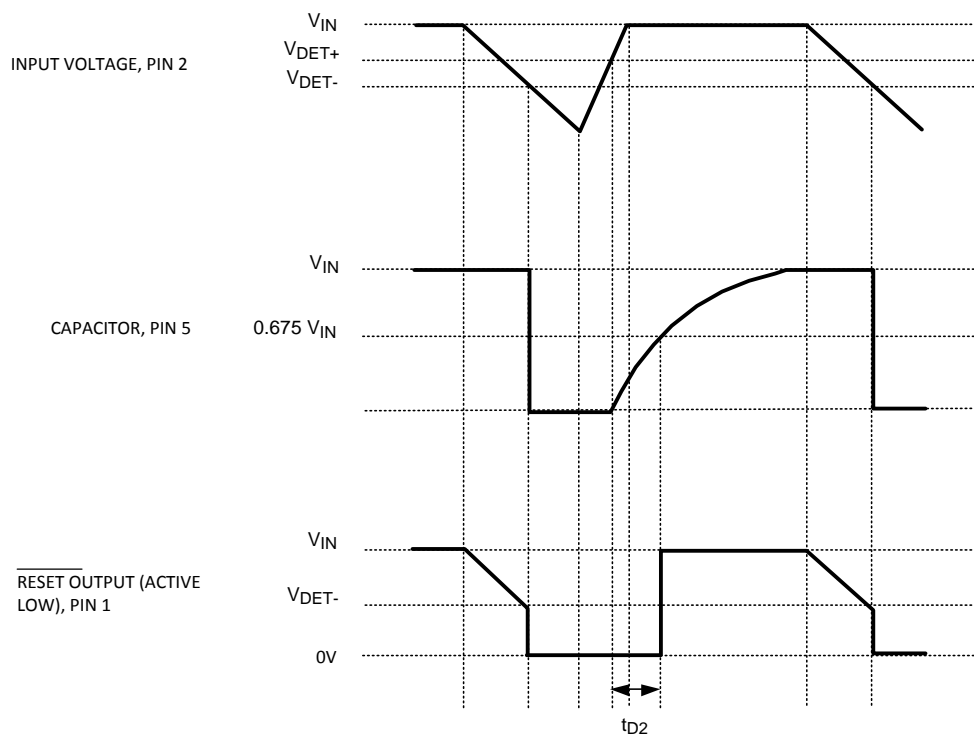 VIN
VDET+
INPUT VOLTAGE, PIN 2
VDET-
VIN
CAPACITOR, PIN 5
0.675 VIN
VIN
RESET OUTPUT (ACTIVE
LOW), PIN 1
VDET-
0V
tD2